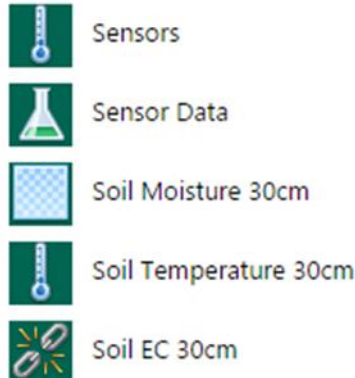 Sensors
Sensor Data
Soil Moisture 30cm
Soil Temperature 30cm
Soil EC 30cm